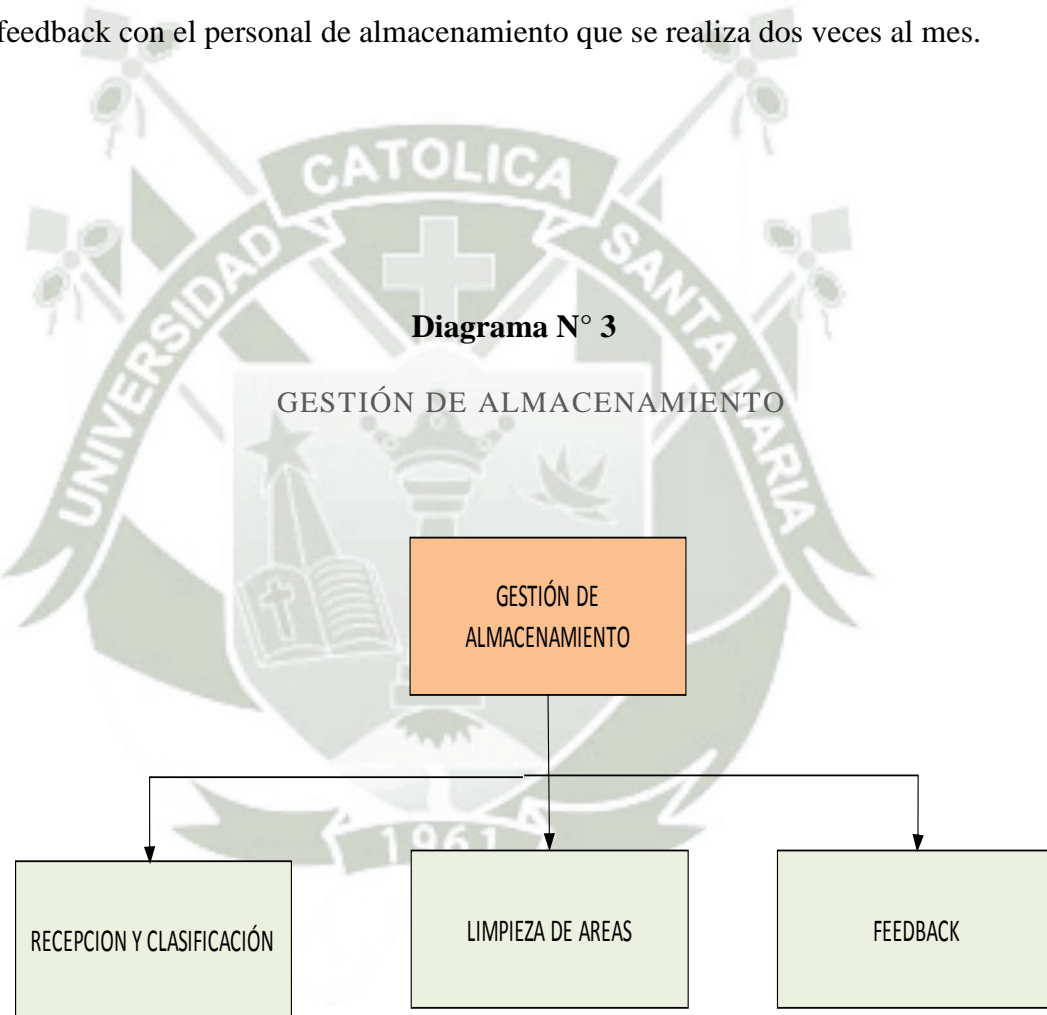 feedback con el personal de almacenamiento que se realiza dos veces al mes.
UNIVERSIDAD CATOLICA SANTA MARIA
Diagrama N° 3
GESTIÓN DE ALMACENAMIENTO
GESTIÓN DE
ALMACENAMIENTO
1961
RECEPCION Y CLASIFICACIÓN
LIMPIEZA DE AREAS
FEEDBACK